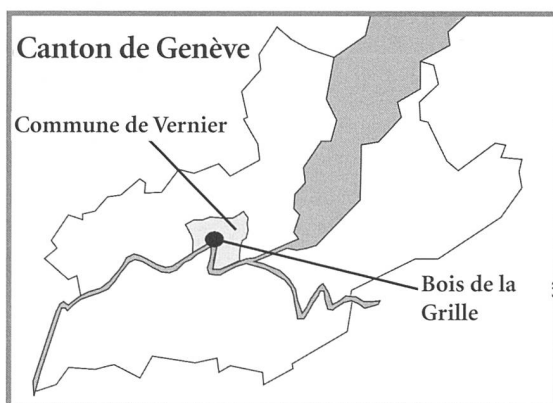 Canton de Genève
Commune de Vernier
Bois de la
Grille